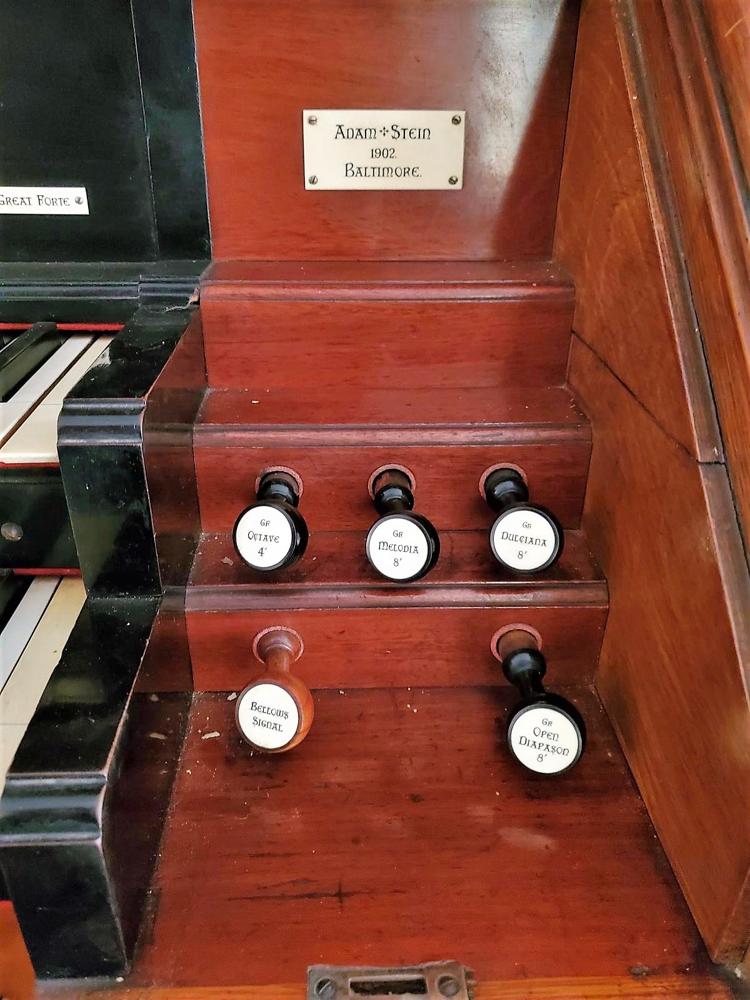 Adam ✣ Stein
1902.
Baltimore.
Great Forte
Gr
Octave
4'
Gr
Melodia
8'
Gr
Dulciana
8'
Bellows
Signal
Gr
Open
Diapason
8'